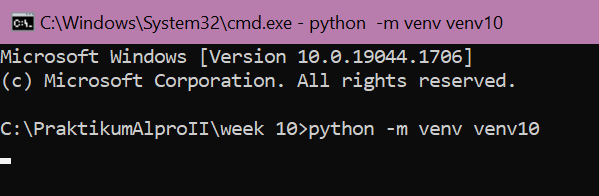 C:\Windows\System32\cmd.exe - python  -m venv venv10
Microsoft Windows [Version 10.0.19044.1706]
(c) Microsoft Corporation. All rights reserved.
C:\PraktikumAlproII\week 10>python -m venv venv10